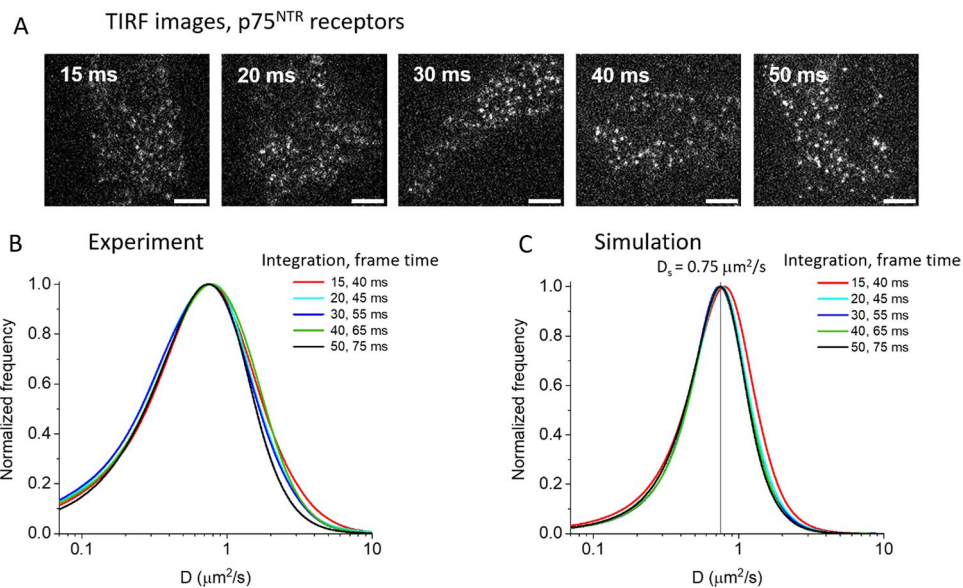 A
TIRF images, p75NTR receptors
15 ms
20 ms
30 ms
40 ms
50 ms
B
Experiment
Integration, frame time
15, 40 ms
20, 45 ms
30, 55 ms
40, 65 ms
50, 75 ms
Normalized frequency
1.0
0.8
0.6
0.4
0.2
0.0
0.1
1
10
D (μm²/s)
C
Simulation
Ds = 0.75 μm²/s
Integration, frame time
15, 40 ms
20, 45 ms
30, 55 ms
40, 65 ms
50, 75 ms
Normalized frequency
1.0
0.8
0.6
0.4
0.2
0.0
0.1
1
10
D (μm²/s)